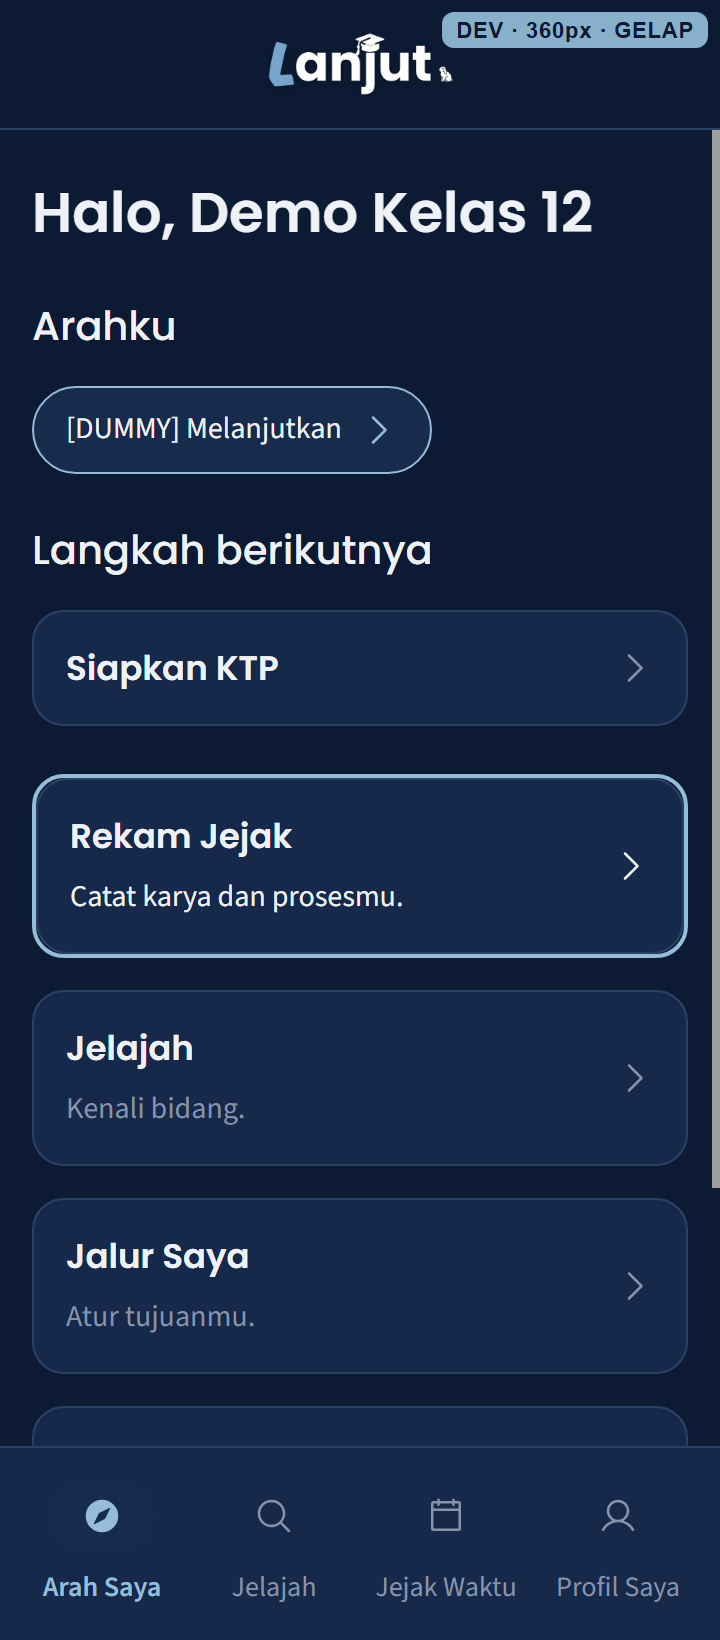 Lanjut
DEV · 360px · GELAP
Halo, Demo Kelas 12
Arahku
[DUMMY] Melanjutkan
Langkah berikutnya
Siapkan KTP
Rekam Jejak
Catat karya dan prosesmu.
Jelajah
Kenali bidang.
Jalur Saya
Atur tujuanmu.
Arah Saya
Jelajah
Jejak Waktu
Profil Saya